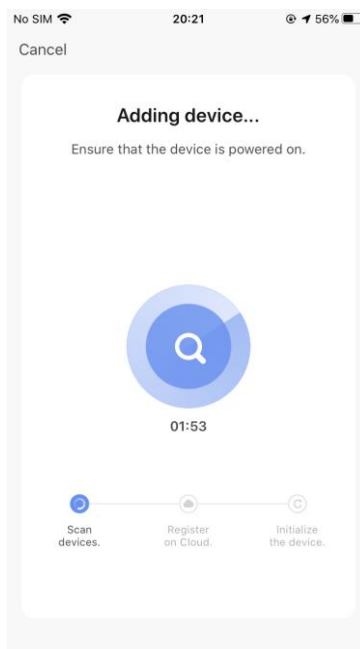 No SIM 20:21 56%
Cancel
Adding device...
Ensure that the device is powered on.
01:53
Scan
devices.
Register
on Cloud.
Initialize
the device.